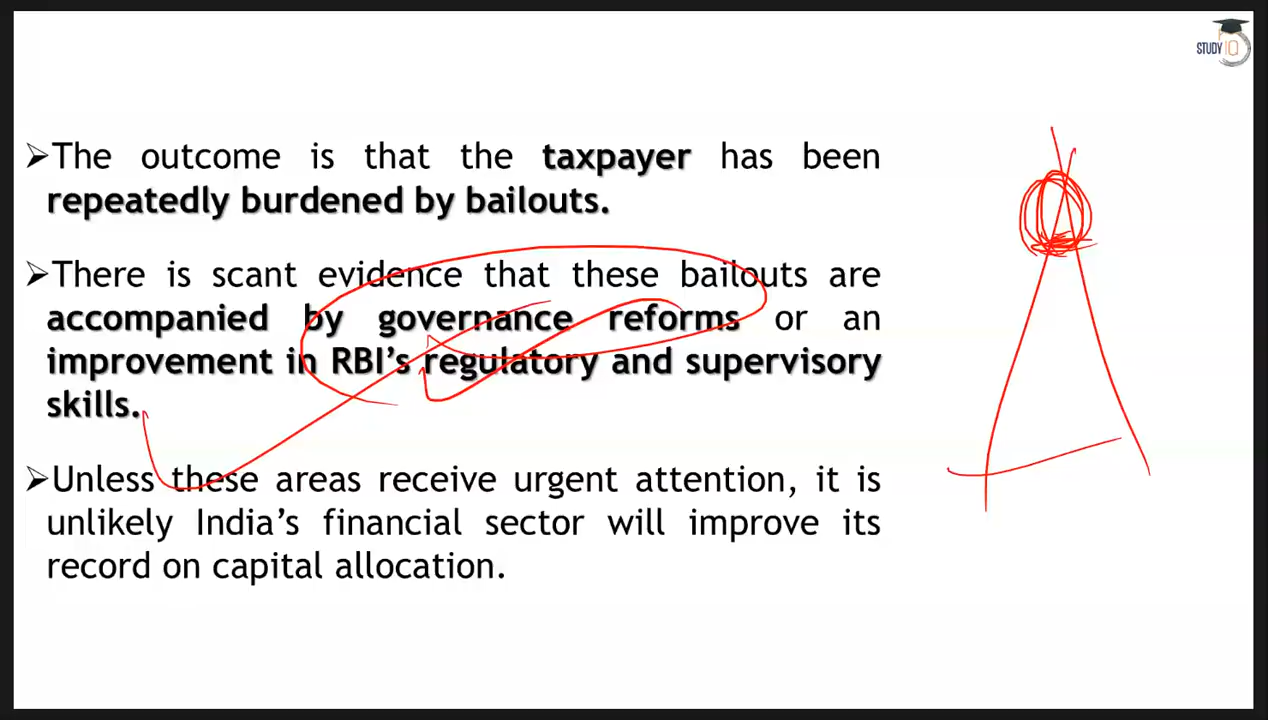 STUDY IQ
➢The outcome is that the taxpayer has been
repeatedly burdened by bailouts.
➢There is scant evidence that these bailouts are
accompanied by governance reforms or an
improvement in RBI’s regulatory and supervisory
skills.
➢Unless these areas receive urgent attention, it is
unlikely India’s financial sector will improve its
record on capital allocation.